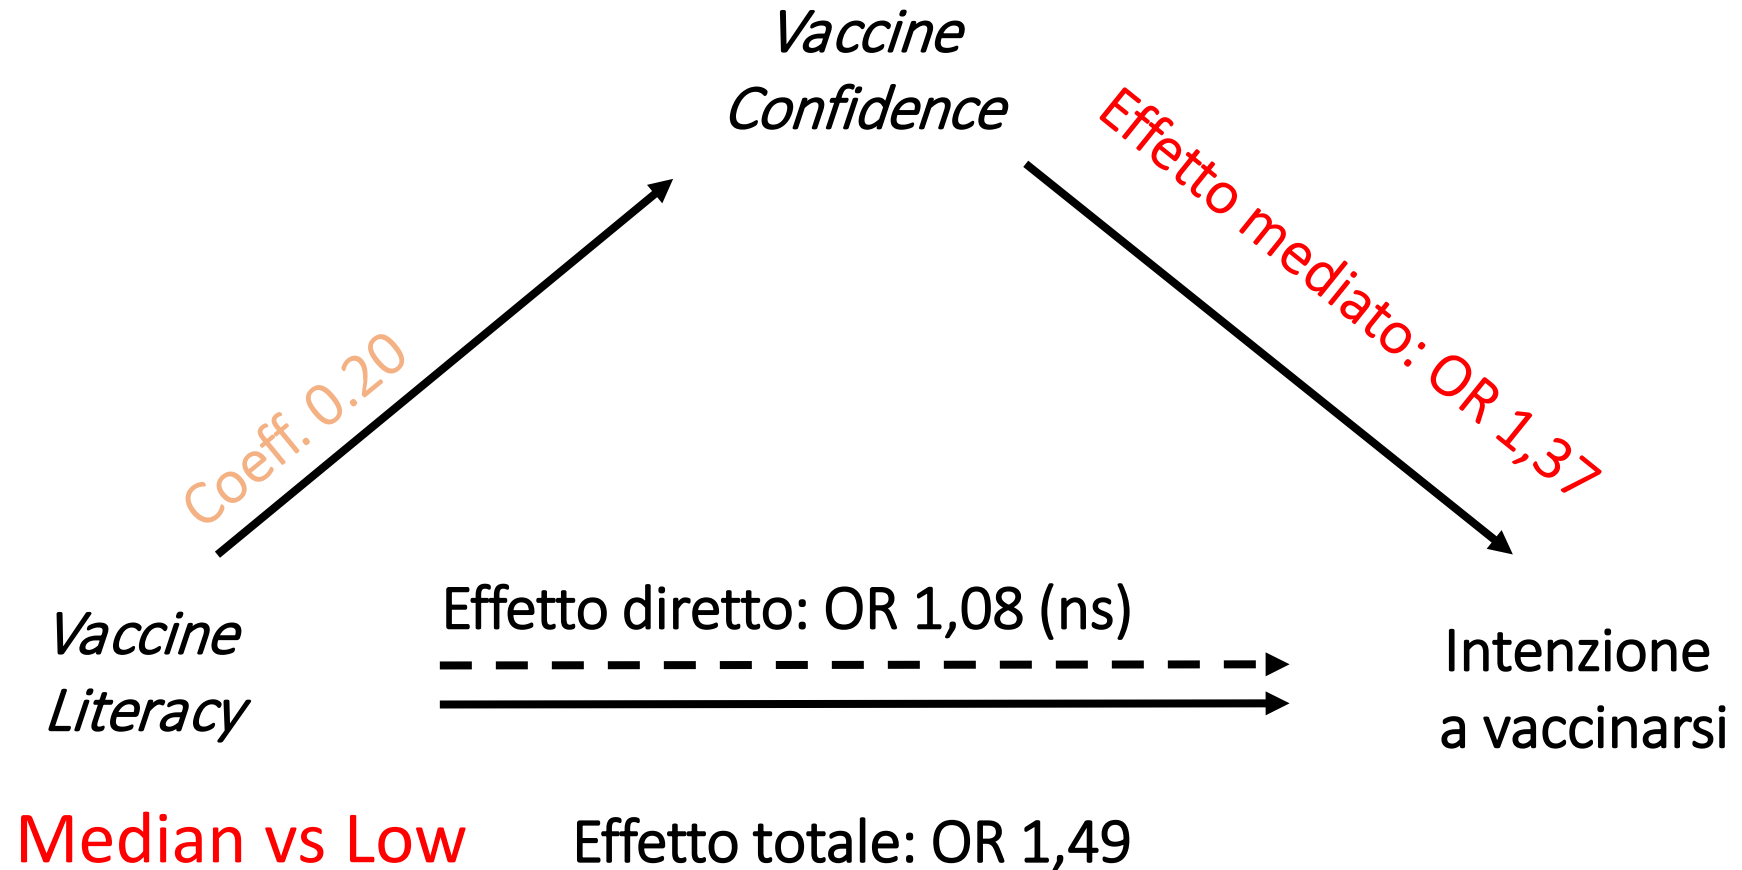 Vaccine
Confidence
Effetto mediato: OR 1,37
Coeff. 0.20
Effetto diretto: OR 1,08 (ns)
Vaccine
Literacy
Intenzione
a vaccinarsi
Median vs Low
Effetto totale: OR 1,49